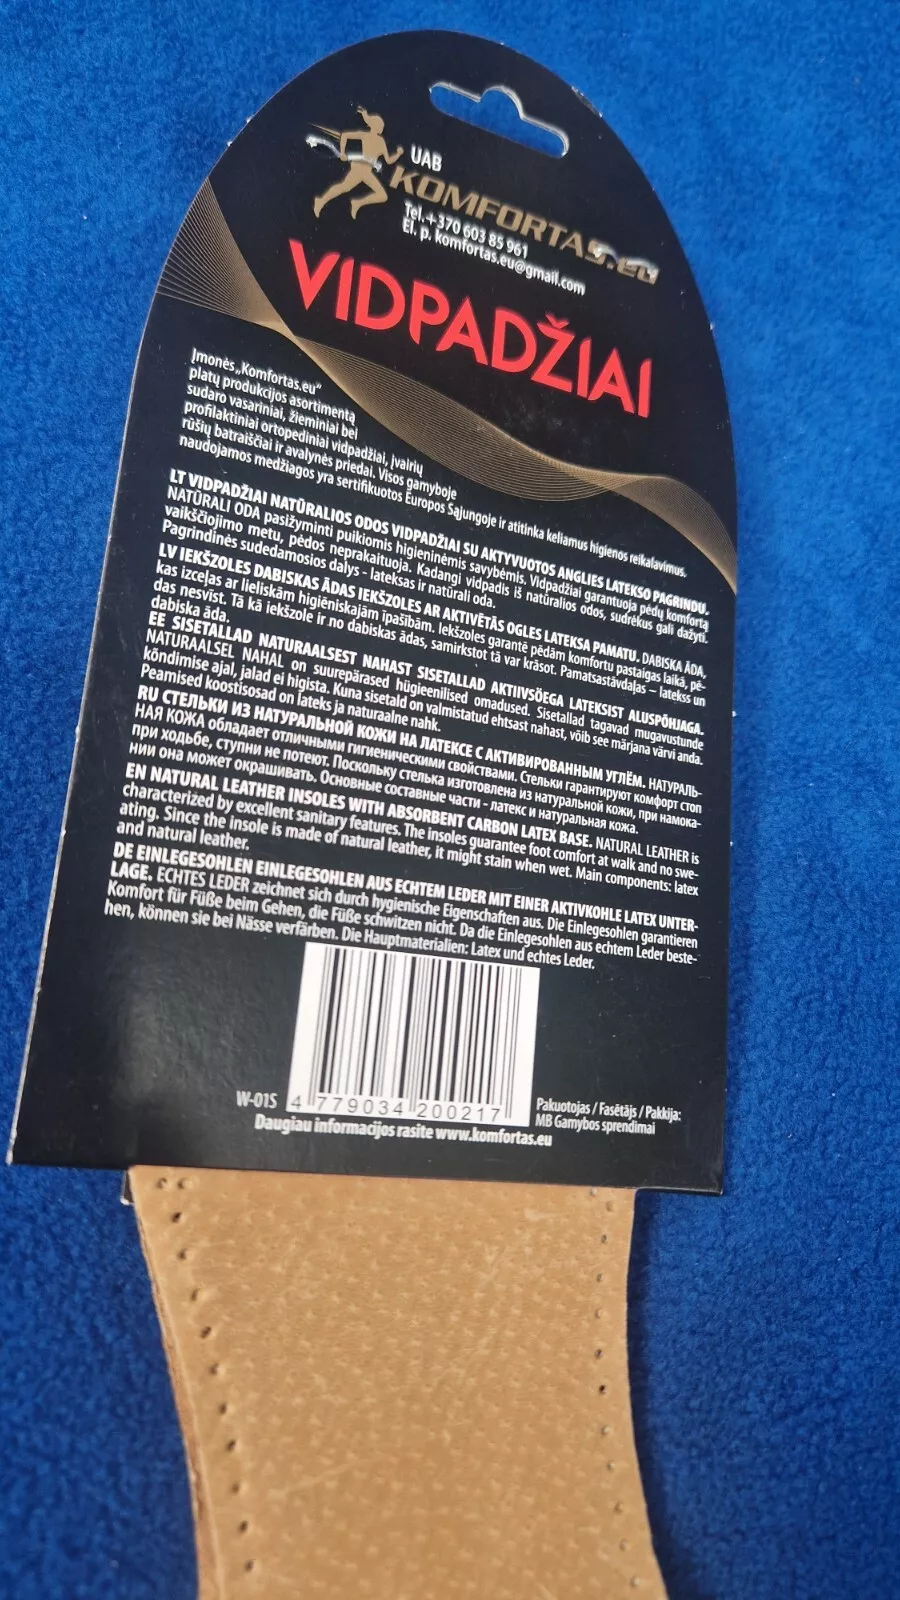 UAB
KOMFORTAS.eu
Tel.+370 603 85 961
El. p. komfortas.eu@gmail.com
VIDPADŽIAI
Įmonės „Komfortas.eu"
platų produkcijos asortimentą
sudaro vasariniai, žieminiai bei
profilaktiniai ortopediniai vidpadžiai, įvairių
rūšių batraiščiai ir avalynės priedai. Visos gamyboje
naudojamos medžiagos yra sertifikuotos Europos Sąjungoje ir atitinka keliamus higienos reikalavimus.
LT VIDPADŽIAI NATŪRALIOS ODOS VIDPADŽIAI SU AKTYVUOTOS ANGLIES LATEKSO PAGRINDU.
NATŪRALI ODA pasižyminti puikiomis higieninėmis savybėmis. Vidpadžiai garantuoja pėdų komfortą
vaikščiojimo metu, pėdos neprakaituoja. Kadangi vidpadis iš natūralios odos, sudrėkus gali dažyti.
Pagrindinės sudedamosios dalys - lateksas ir natūrali oda.
LV IEKŠZOLES DABISKAS ĀDAS IEKŠZOLES AR AKTIVĒTĀS OGLES LATEKSA PAMATU. DABISKA ĀDA,
kas izceļas ar lieliskām higiēniskajām īpašībām. Iekšzoles garantē pēdām komfortu pastaigas laikā, pē-
das nesvīst. Tā kā iekšzole ir no dabiskas ādas, samirkstot tā var krāsot. Pamatsastāvdaļas – latekss un
dabiska āda.
EE SISETALLAD NATURAALSEST NAHAST SISETALLAD AKTIIVSÖEGA LATEKSIST ALUSPÕHJAGA.
NATURAALSEL NAHAL on suurepärased hügieenilised omadused. Sisetallad tagavad mugavustunde
kõndimise ajal, jalad ei higista. Kuna sisetald on valmistatud ehtsast nahast, võib see märjana värvi anda.
Peamised koostisosad on lateks ja naturaalne nahk.
RU СТЕЛЬКИ ИЗ НАТУРАЛЬНОЙ КОЖИ НА ЛАТЕКСЕ С АКТИВИРОВАННЫМ УГЛЁМ. НАТУРАЛЬ-
НАЯ КОЖА обладает отличными гигиеническими свойствами. Стельки гарантируют комфорт стоп
при ходьбе, ступни не потеют. Поскольку стелька изготовлена из натуральной кожи, при намока-
нии она может окрашивать. Основные составные части - латекс и натуральная кожа.
EN NATURAL LEATHER INSOLES WITH ABSORBENT CARBON LATEX BASE. NATURAL LEATHER is
characterized by excellent sanitary features. The insoles guarantee foot comfort at walk and no swe-
ating. Since the insole is made of natural leather, it might stain when wet. Main components: latex
and natural leather.
DE EINLEGESOHLEN EINLEGESOHLEN AUS ECHTEM LEDER MIT EINER AKTIVKOHLE LATEX UNTER-
LAGE. ECHTES LEDER zeichnet sich durch hygienische Eigenschaften aus. Die Einlegesohlen garantieren
Komfort für Füße beim Gehen, die Füße schwitzen nicht. Da die Einlegesohlen aus echtem Leder beste-
hen, können sie bei Nässe verfärben. Die Hauptmaterialien: Latex und echtes Leder.
W-01S
4 779034 200217
Pakuotojas / Fasētājs / Pakkija:
MB Gamybos sprendimai
Daugiau informacijos rasite www.komfortas.eu